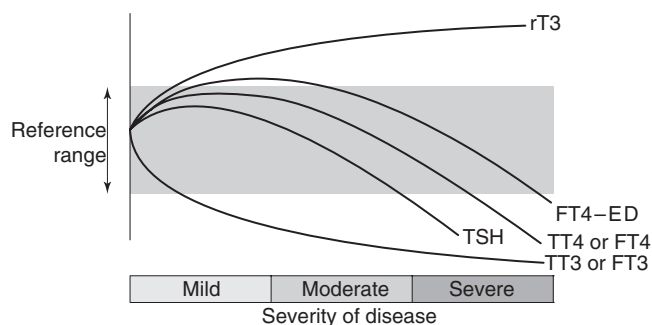 rT3
Reference
range
FT4–ED
TSH
TT4 or FT4
TT3 or FT3
Mild
Moderate
Severe
Severity of disease